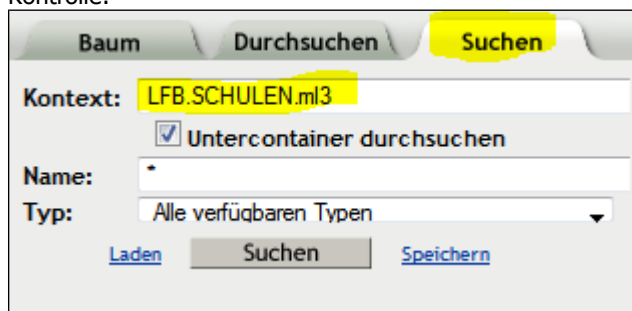 Kontrolle:
Baum Durchsuchen Suchen
Kontext: LFB.SCHULEN.ml3
Untercontainer durchsuchen
Name: *
Typ: Alle verfügbaren Typen
Laden Suchen Speichern